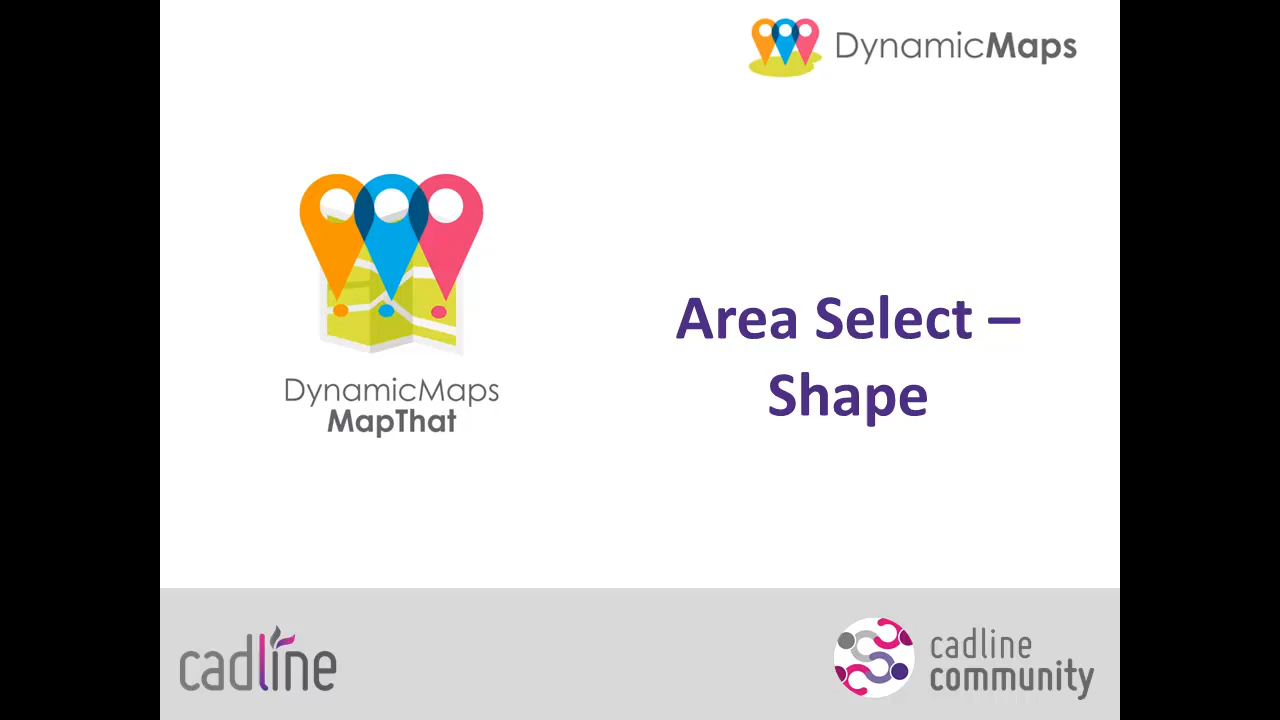 DynamicMaps
DynamicMaps
MapThat
Area Select –
Shape
cadline
cadline
community